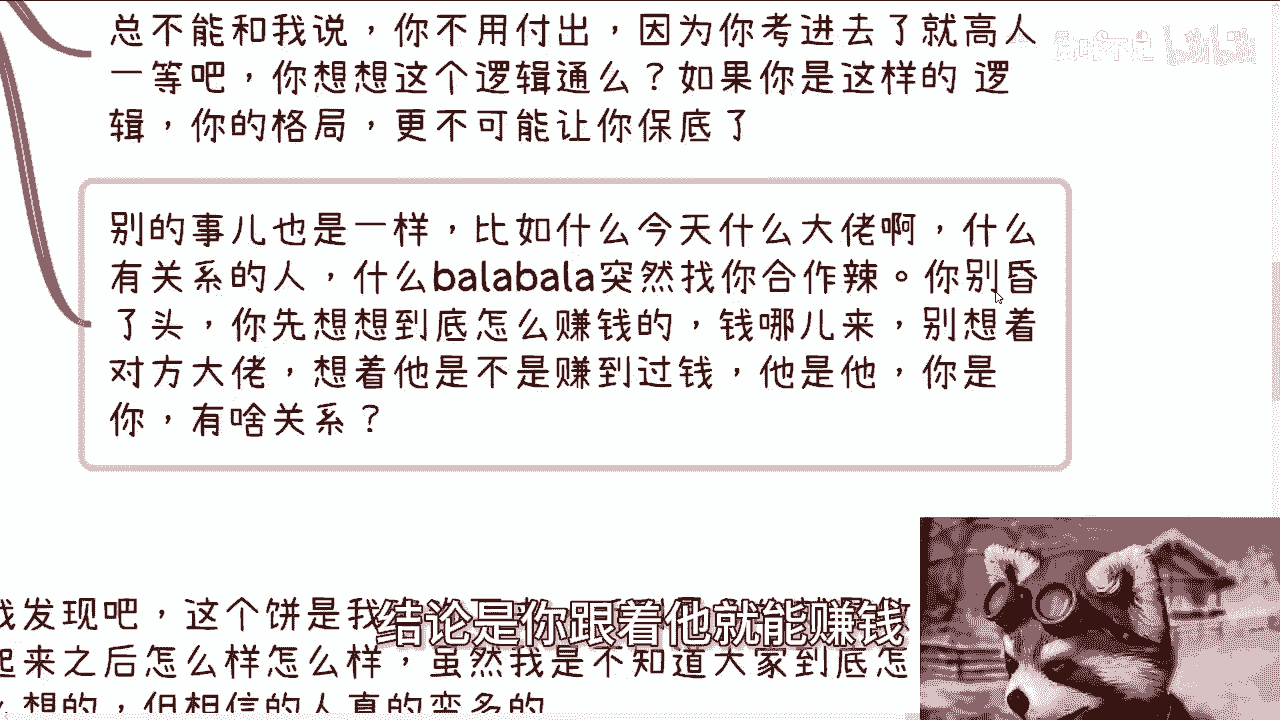 总不能和我说，你不用付出，因为你考进去了就高人
一等吧，你想想这个逻辑通么？如果你是这样的 逻
辑，你的格局，更不可能让你保底了
别的事儿也是一样，比如什么今天什么大佬啊，什么
有关系的人，什么balabala突然找你合作辣。你别昏
了头，你先想想到底怎么赚钱的，钱哪儿来，别想着
对方大佬，想着他是不是赚到过钱，他是他，你是
你，有啥关系？
我发现吧，这个饼是我
结论是你跟着他就能赚钱
起来之后怎么样怎么样，虽然我是不知道大家到底怎
么想的，但相信的人真的蛮多的